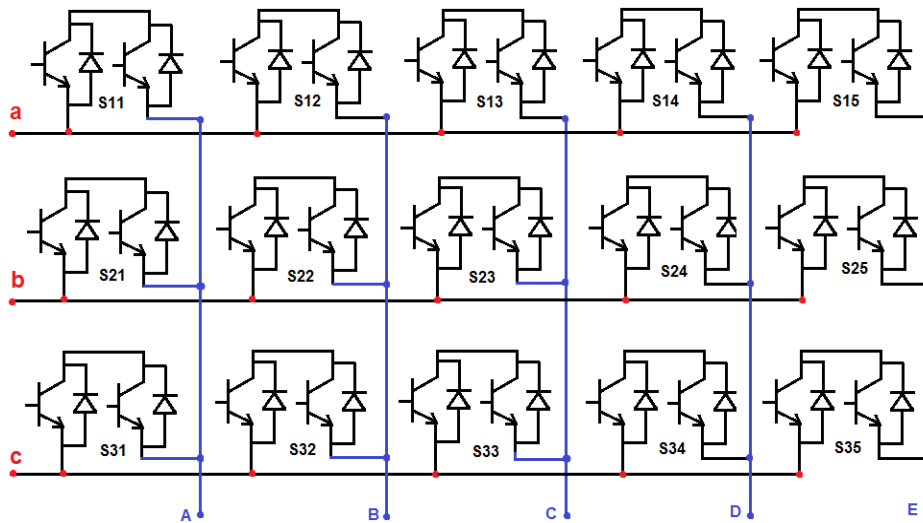 S11 S12 S13 S14 S15
a
S21 S22 S23 S24 S25
b
S31 S32 S33 S34 S35
c
A B C D E